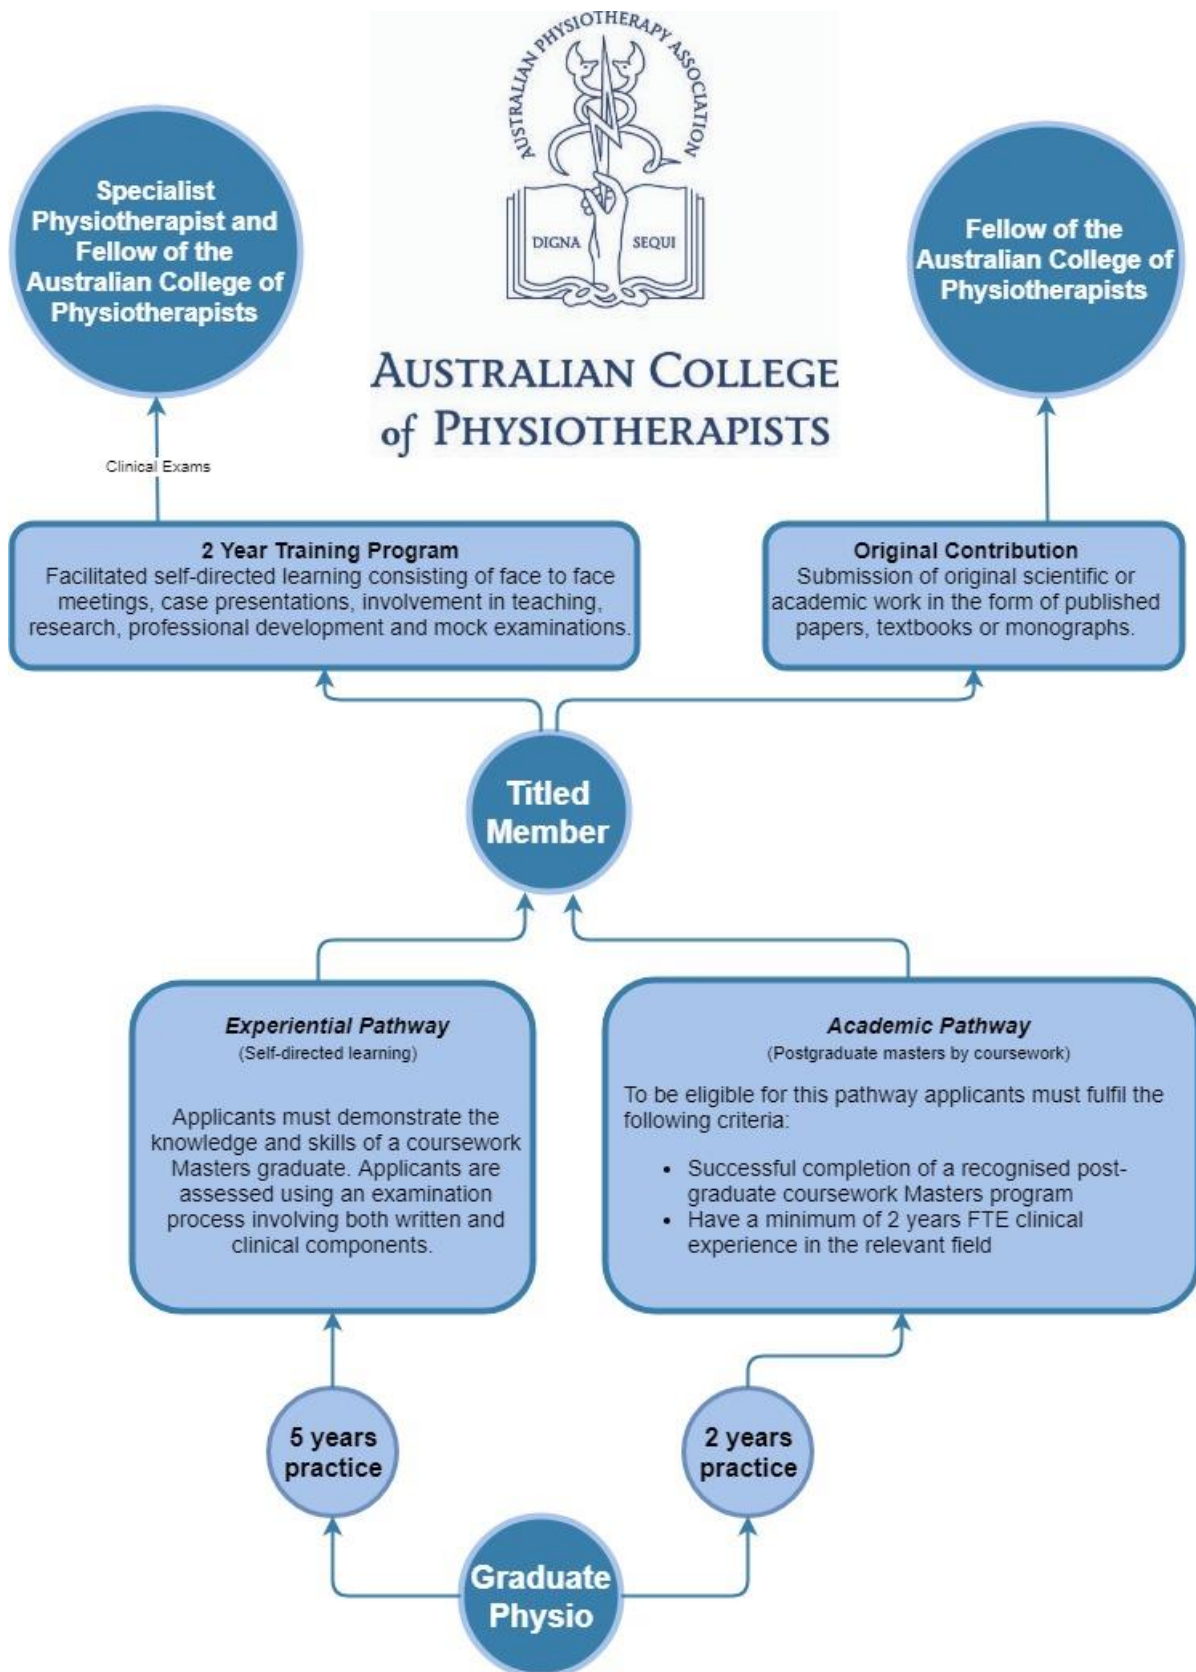 AUSTRALIAN PHYSIOTHERAPY ASSOCIATION
DIGNA SEQUI
AUSTRALIAN COLLEGE
of PHYSIOTHERAPISTS
Specialist
Physiotherapist and
Fellow of the
Australian College of
Physiotherapists
Fellow of the
Australian College of
Physiotherapists
Clinical Exams
2 Year Training Program
Facilitated self-directed learning consisting of face to face
meetings, case presentations, involvement in teaching,
research, professional development and mock examinations.
Original Contribution
Submission of original scientific or
academic work in the form of published
papers, textbooks or monographs.
Titled
Member
Experiential Pathway
(Self-directed learning)
Applicants must demonstrate the
knowledge and skills of a coursework
Masters graduate. Applicants are
assessed using an examination
process involving both written and
clinical components.
Academic Pathway
(Postgraduate masters by coursework)
To be eligible for this pathway applicants must fulfil the
following criteria:
• Successful completion of a recognised post-
graduate coursework Masters program
• Have a minimum of 2 years FTE clinical
experience in the relevant field
5 years
practice
2 years
practice
Graduate
Physio